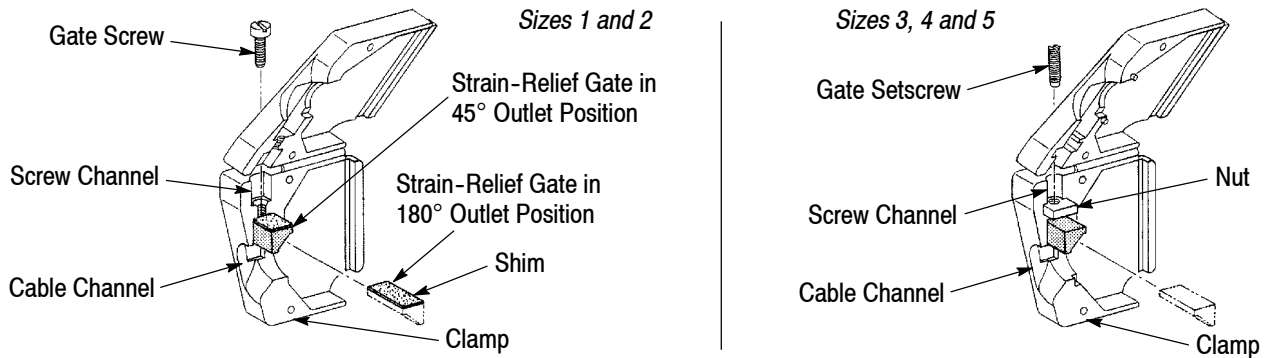 Sizes 1 and 2
Gate Screw
Strain-Relief Gate in
45° Outlet Position
Screw Channel
Strain-Relief Gate in
180° Outlet Position
Shim
Cable Channel
Clamp
Sizes 3, 4 and 5
Gate Setscrew
Nut
Screw Channel
Cable Channel
Clamp